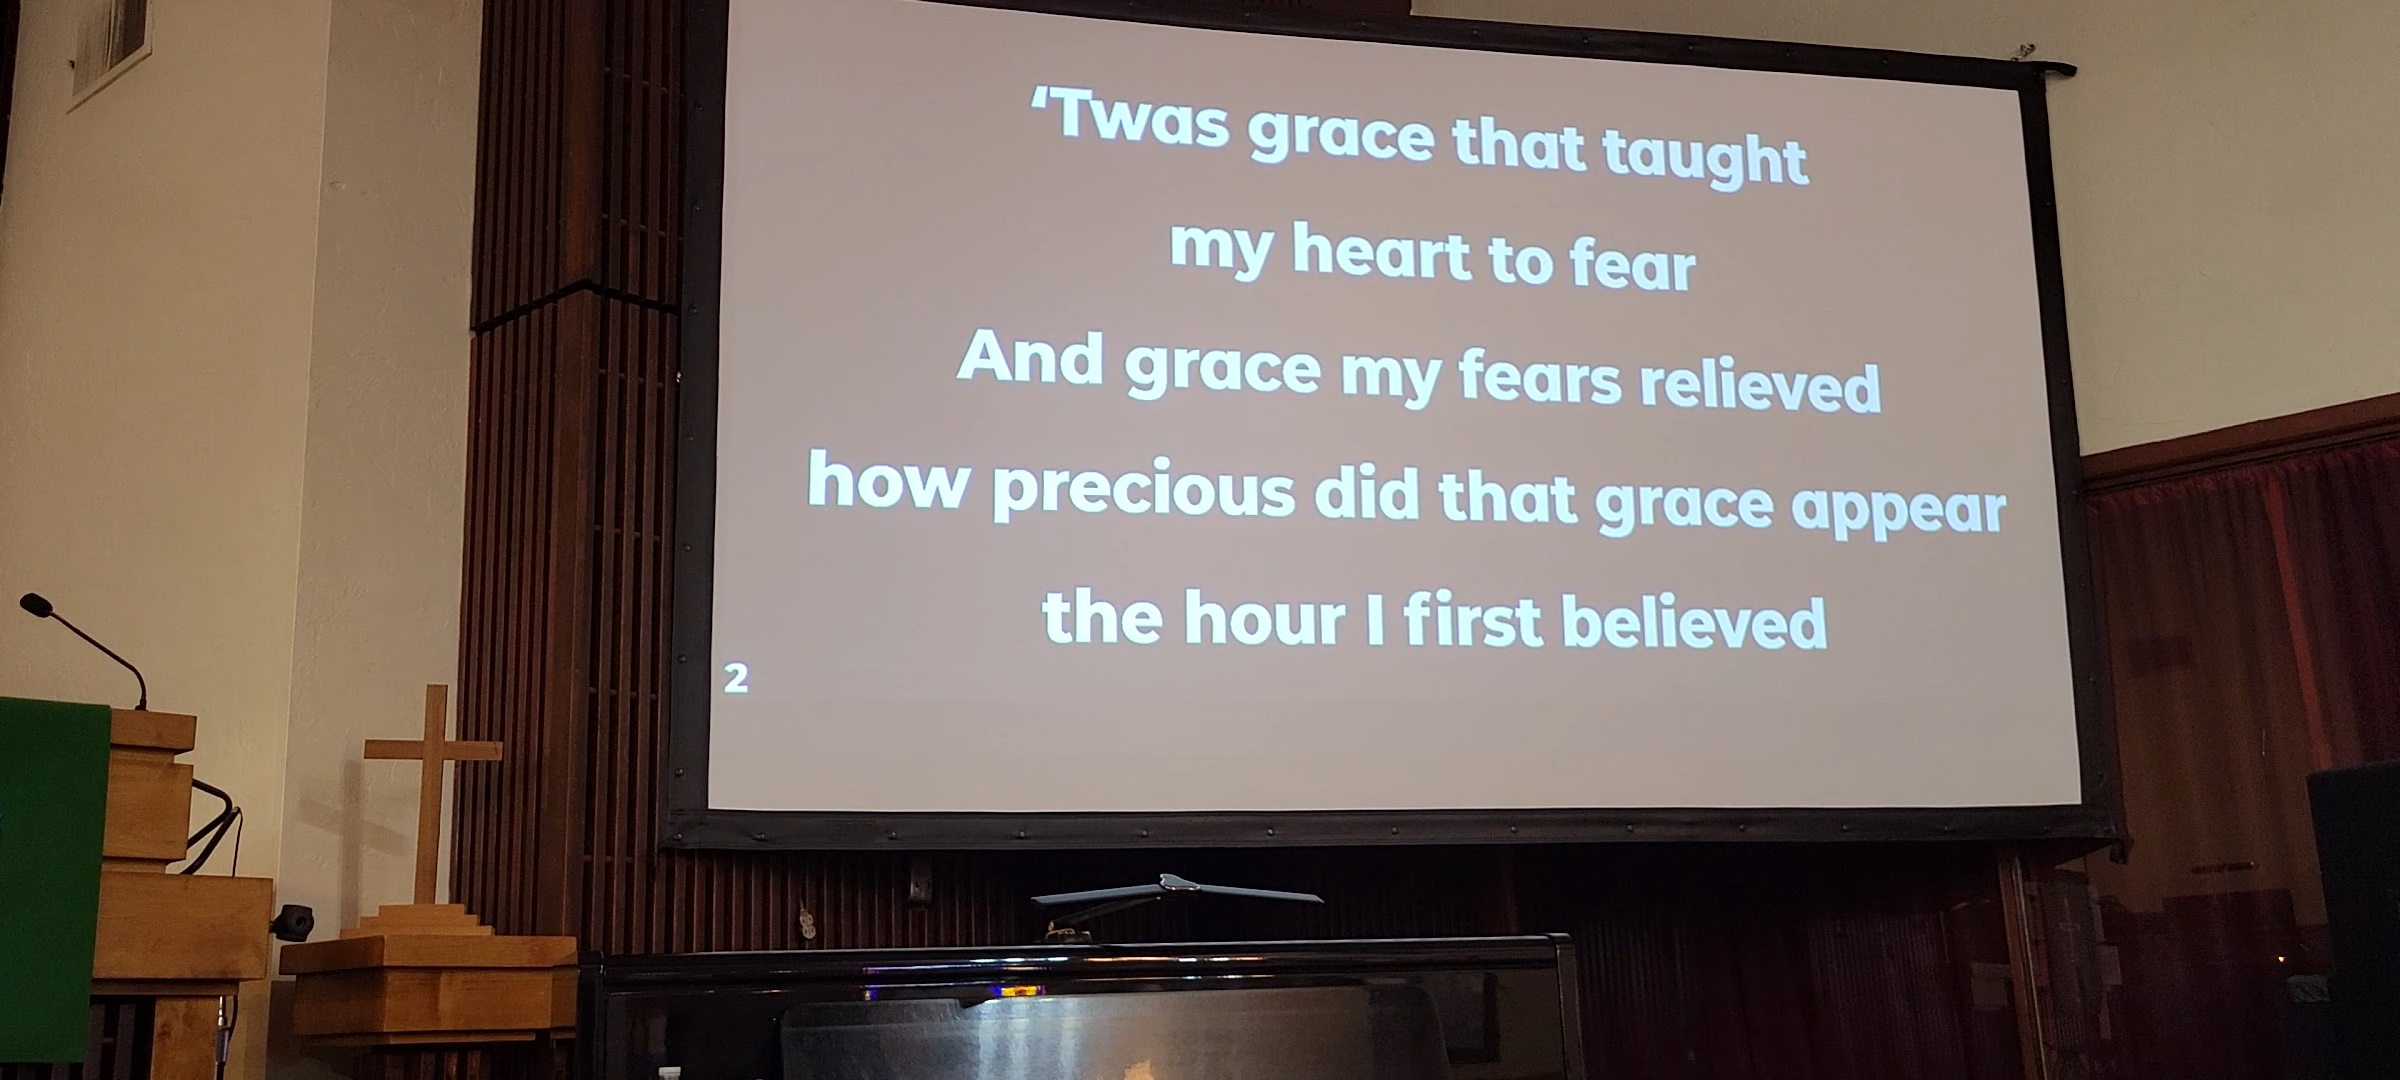 ‘Twas grace that taught
my heart to fear
And grace my fears relieved
how precious did that grace appear
the hour I first believed
2